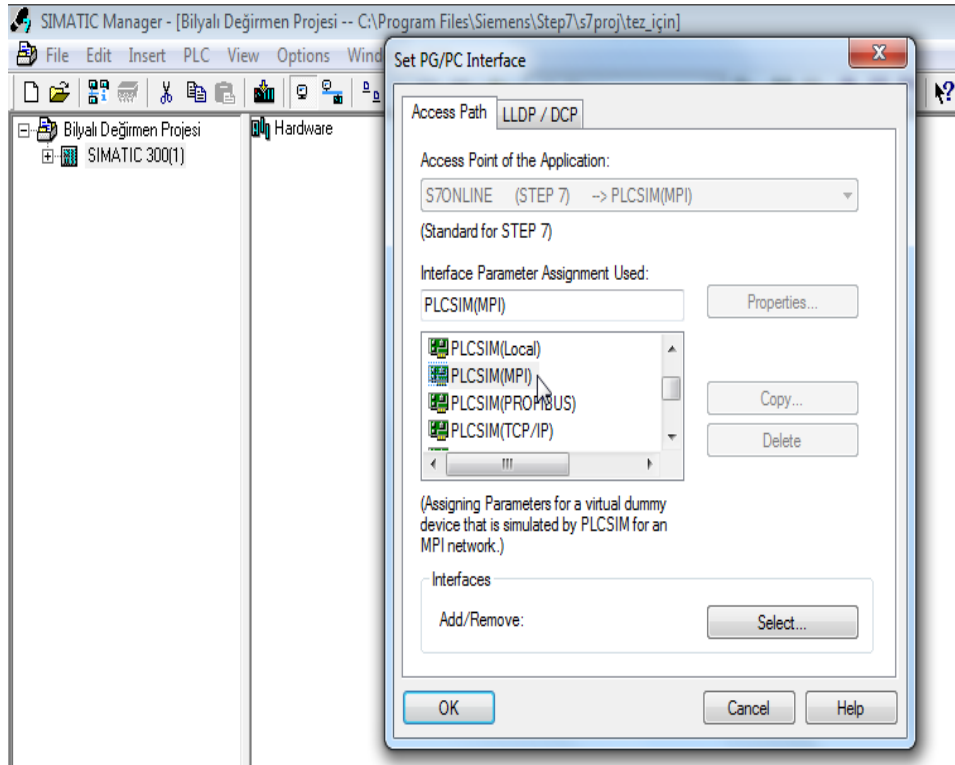 SIMATIC Manager - [Bilyalı Değirmen Projesi -- C:\Program Files\Siemens\Step7\s7proj\tez_için]
File Edit Insert PLC View Options Wind
Set PG/PC Interface
Bilyalı Değirmen Projesi
SIMATIC 300(1)
Hardware
Access Path LLDP / DCP
Access Point of the Application:
S7ONLINE (STEP 7) --> PLCSIM(MPI)
(Standard for STEP 7)
Interface Parameter Assignment Used:
PLCSIM(MPI)
Properties...
PLCSIM(Local)
PLCSIM(MPI)
PLCSIM(PROFIBUS)
PLCSIM(TCP/IP)
Copy...
Delete
(Assigning Parameters for a virtual dummy
device that is simulated by PLCSIM for an
MPI network.)
Interfaces
Add/Remove:
Select...
OK
Cancel
Help